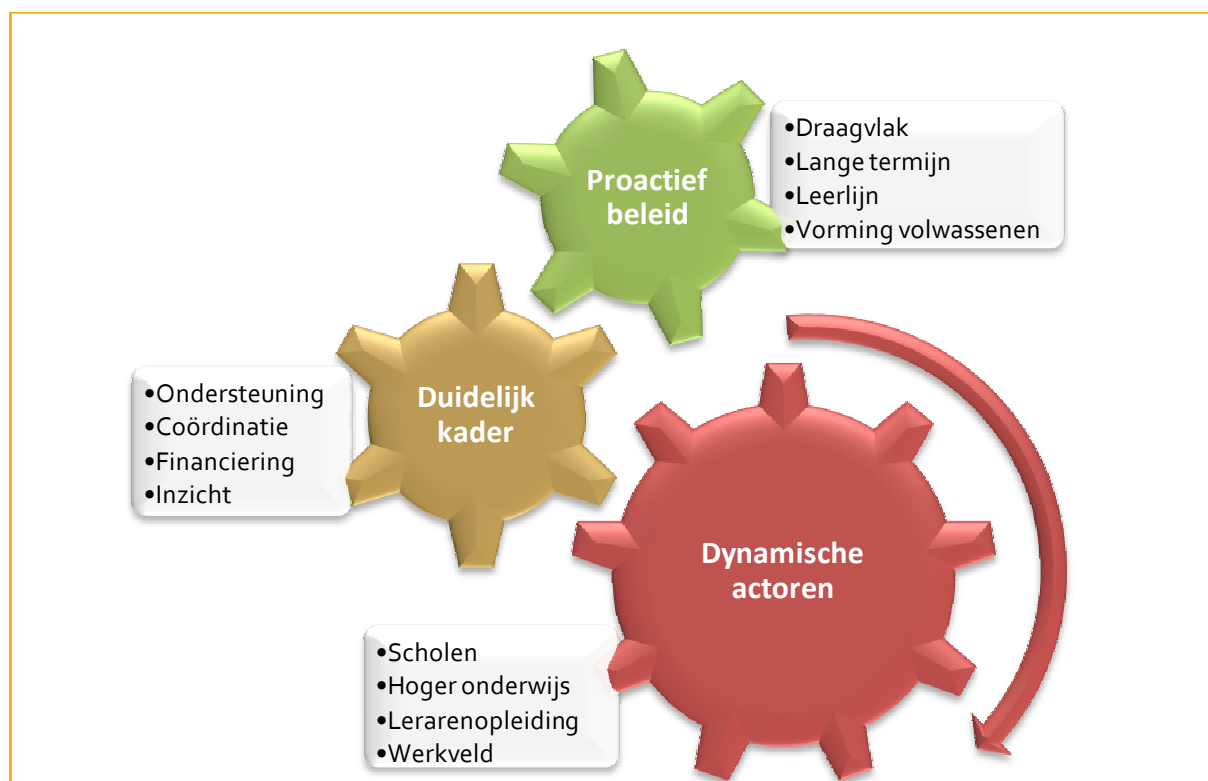 Proactief
beleid
•Draagvlak
•Lange termijn
•Leerlijn
•Vorming volwassenen
Duidelijk
kader
•Ondersteuning
•Coördinatie
•Financiering
•Inzicht
Dynamische
actoren
•Scholen
•Hoger onderwijs
•Lerarenopleiding
•Werkveld